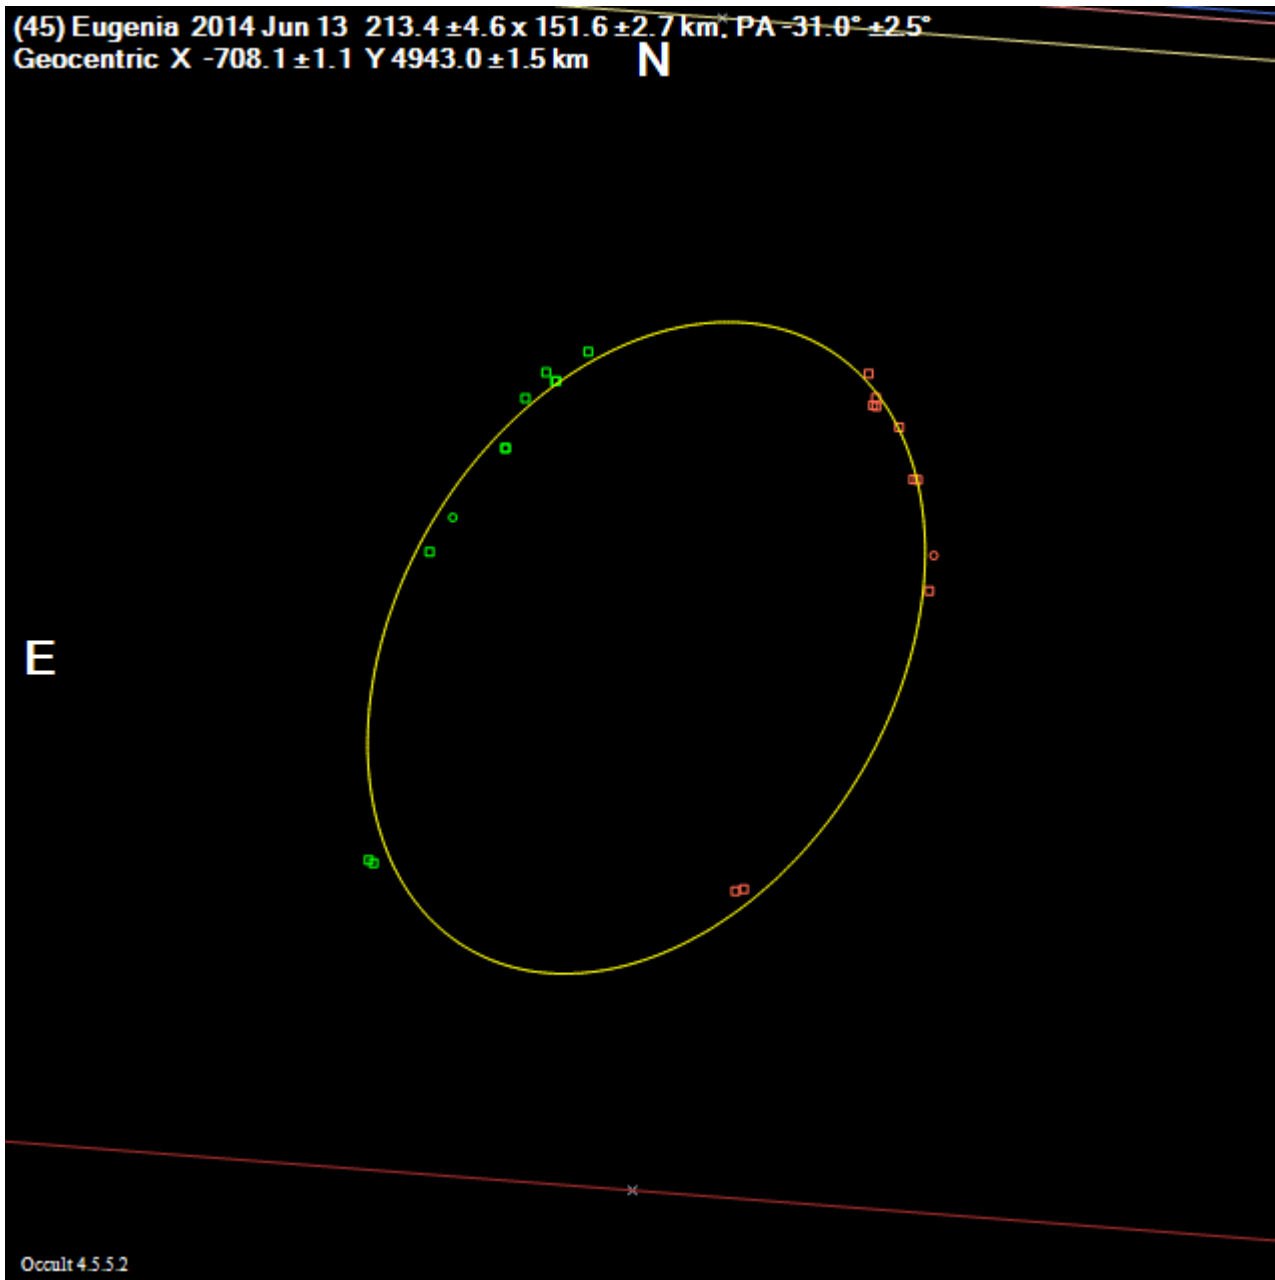 (45) Eugenia 2014 Jun 13 213.4 ±4.6 x 151.6 ±2.7 km, PA -31.0° ±2.5°
Geocentric X -708.1 ±1.1 Y 4943.0 ±1.5 km
N
E
Occult 4.5.5.2